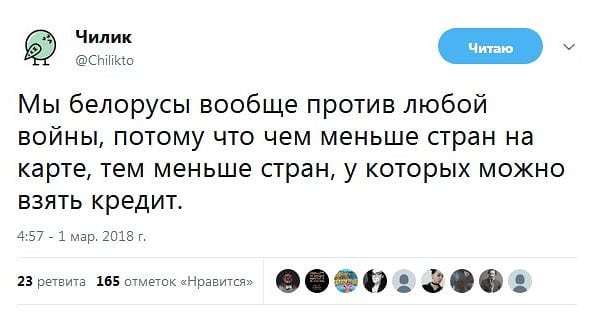 Чилик
@Chilikto
Читаю
Мы белорусы вообще против любой
войны, потому что чем меньше стран на
карте, тем меньше стран, у которых можно
взять кредит.
4:57 - 1 мар. 2018 г.
23 ретвита 165 отметок «Нравится»